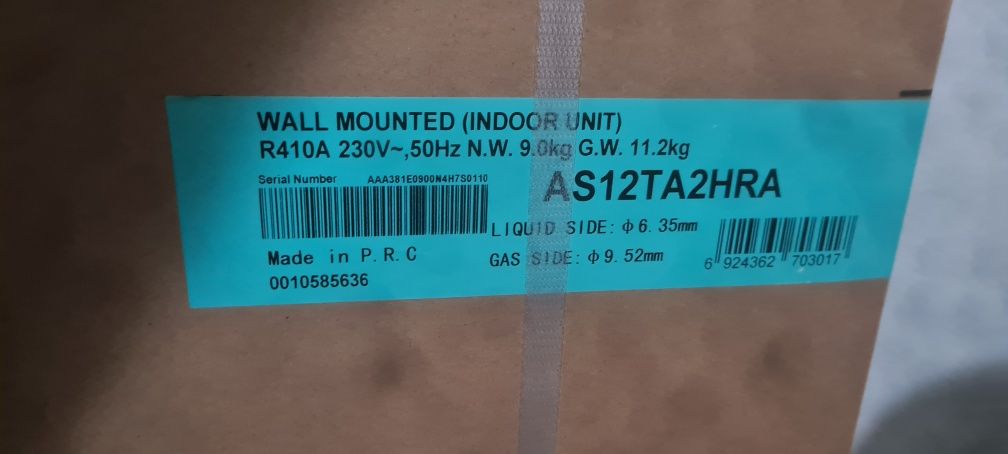 WALL MOUNTED (INDOOR UNIT)
R410A 230V~,50Hz N.W. 9.0kg G.W. 11.2kg
Serial Number AAA381E0900N4H7S0110
AS12TA2HRA
LIQUID SIDE: φ6.35mm
GAS SIDE: φ9.52mm
Made in P.R.C
0010585636
6 924362 703017